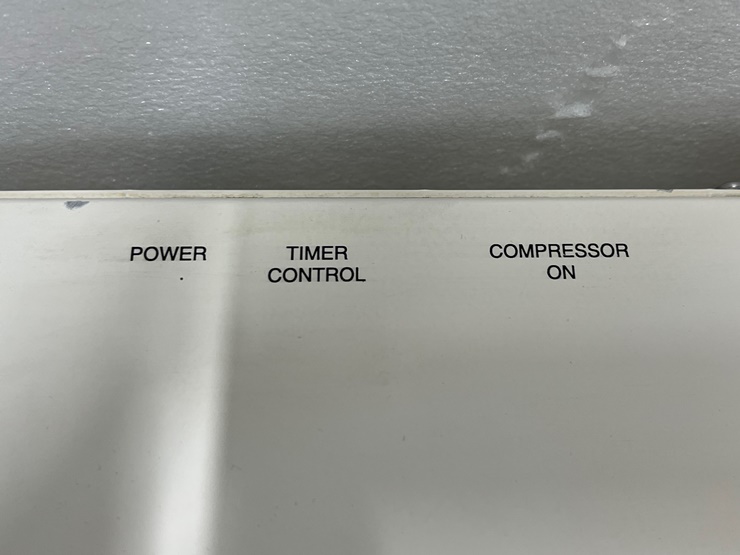 POWER
TIMER
CONTROL
COMPRESSOR
ON